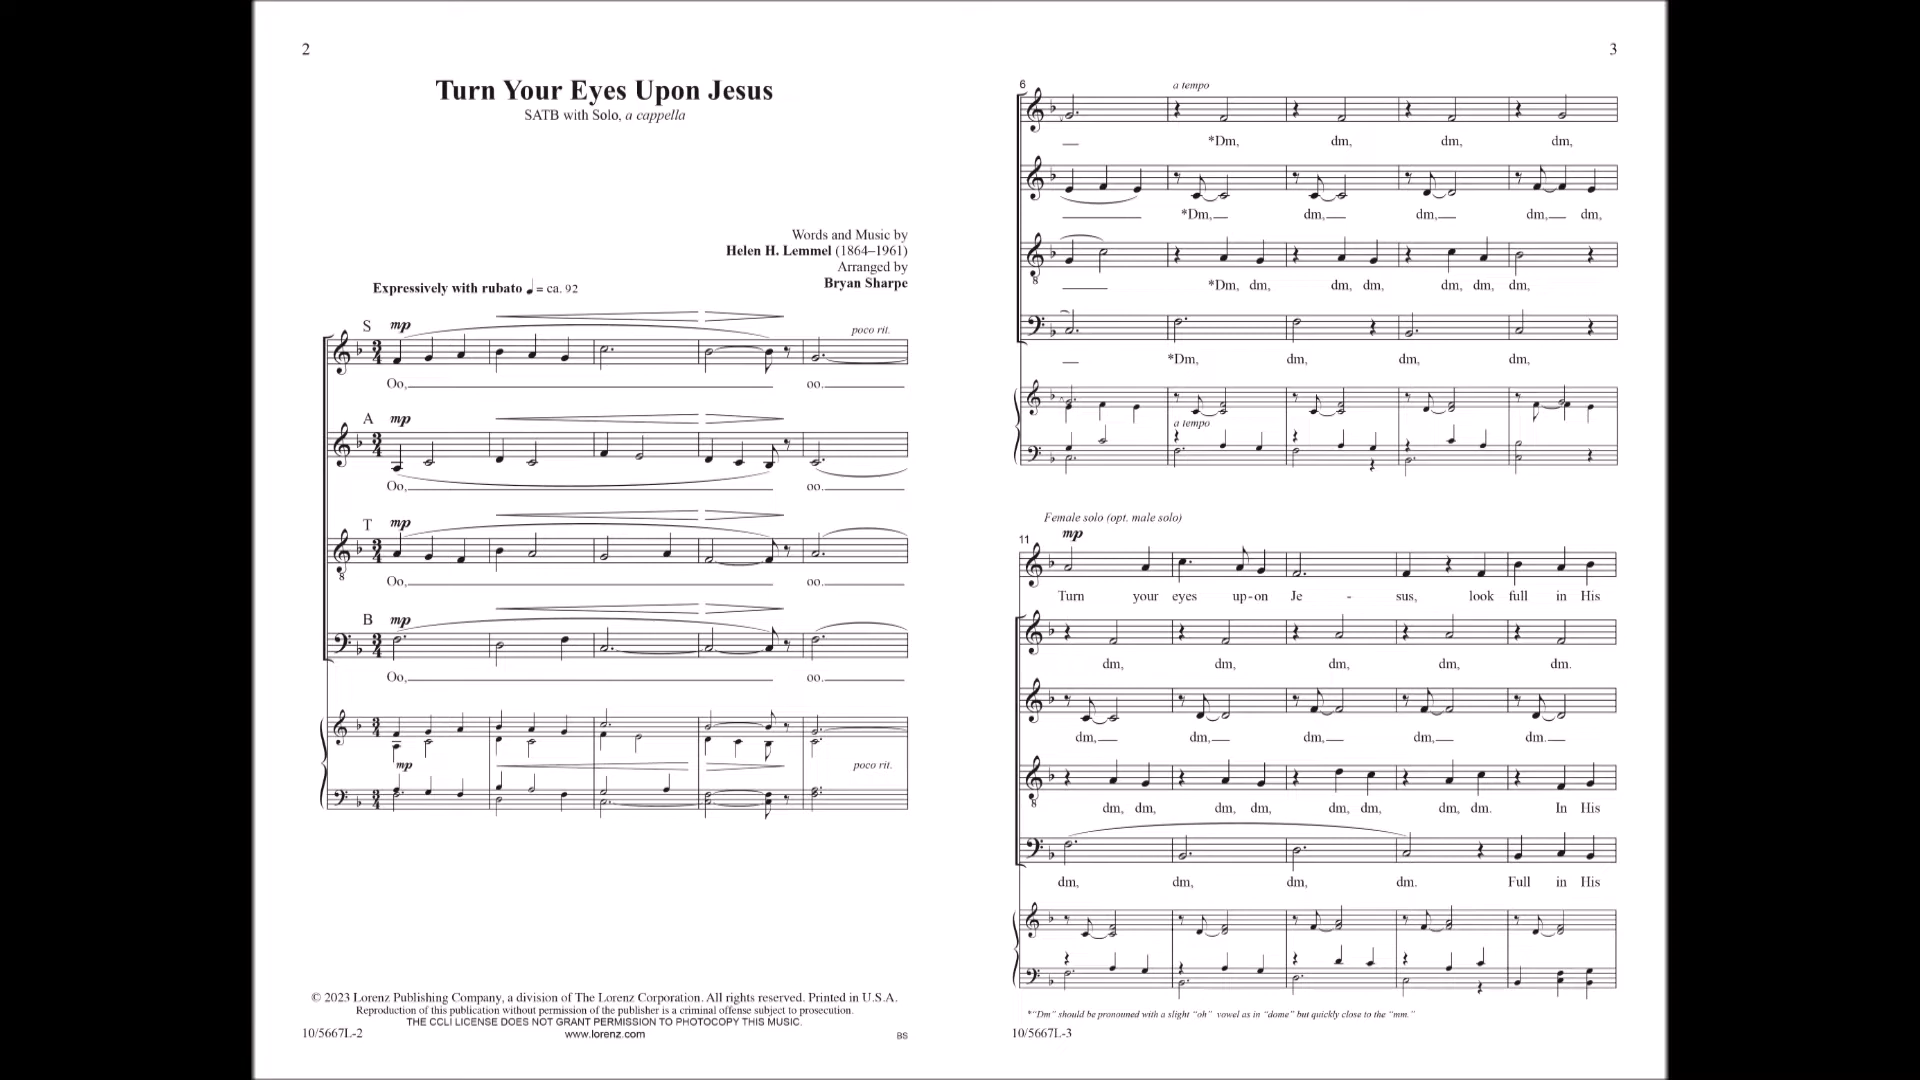 2
Turn Your Eyes Upon Jesus
SATB with Solo, a cappella
Words and Music by
Helen H. Lemmel (1864–1961)
Arranged by
Bryan Sharpe
Expressively with rubato ♩ = ca. 92
S mp poco rit.
Oo, oo.
A mp
Oo, oo.
T mp
Oo, oo.
B mp
Oo, oo.
mp poco rit.
© 2023 Lorenz Publishing Company, a division of The Lorenz Corporation. All rights reserved. Printed in U.S.A.
Reproduction of this publication without permission of the publisher is a criminal offense subject to prosecution.
THE CCLI LICENSE DOES NOT GRANT PERMISSION TO PHOTOCOPY THIS MUSIC.
www.lorenz.com
10/5667L-2
BS
3
6
a tempo
*Dm, dm, dm, dm,
*Dm, dm, dm, dm, dm,
*Dm, dm, dm, dm, dm, dm, dm,
*Dm, dm, dm, dm,
a tempo
Female solo (opt. male solo)
mp
11
Turn your eyes up-on Je - sus, look full in His
dm, dm, dm, dm, dm.
dm, dm, dm, dm, dm.
dm, dm, dm, dm, dm, dm, dm, dm. In His
dm, dm, dm, dm. Full in His
*“Dm” should be pronounced with a slight “oh” vowel as in “dome” but quickly close to the “mm.”
10/5667L-3